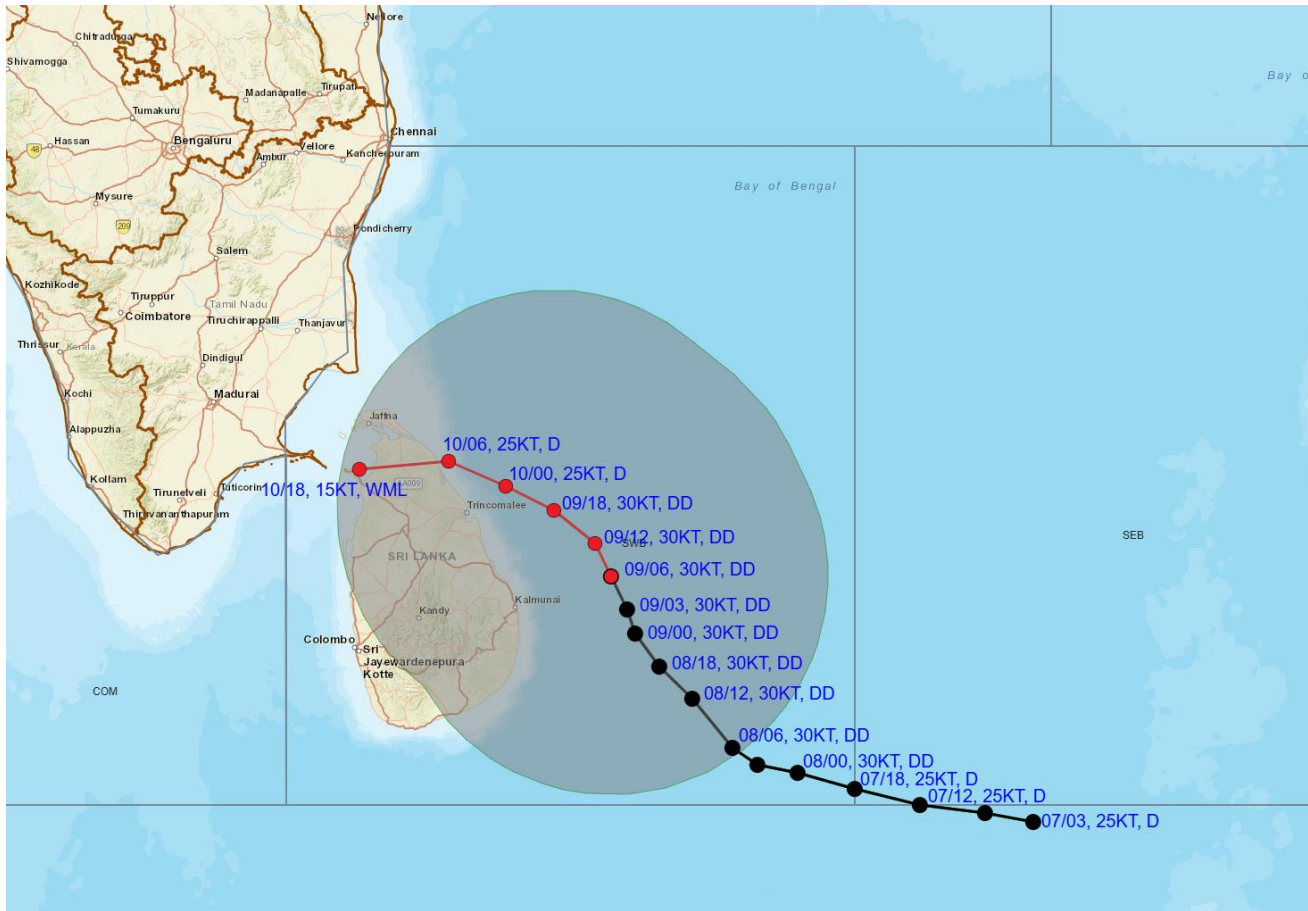 Nellore
Chitradurga
Shivamogga
Bay o
Madanapalle
Tirupati
Tumakuru
Chennai
48
Hassan
Bengaluru
Vellore
Ambur
Kancheepuram
Mysure
Bay of Bengal
209
Pondicherry
Salem
Kozhikode
Tiruppur
Tamil Nadu
Coimbatore
Tiruchirappalli
Thanjavur
Thrissur
Kerala
Dindigul
Kochi
Madurai
Jaffna
Alappuzha
10/06, 25KT, D
Kollam
Tirunelveli
Tuticorin
10/18, 15KT, WML
AA009
10/00, 25KT, D
Thiruvananthapuram
Trincomalee
09/18, 30KT, DD
09/12, 30KT, DD
SWB
SEB
SRI LANKA
09/06, 30KT, DD
Kalmunai
Kandy
09/03, 30KT, DD
09/00, 30KT, DD
Colombo
Sri
Jayewardenepura
Kotte
08/18, 30KT, DD
COM
08/12, 30KT, DD
08/06, 30KT, DD
08/00, 30KT, DD
07/18, 25KT, D
07/12, 25KT, D
07/03, 25KT, D